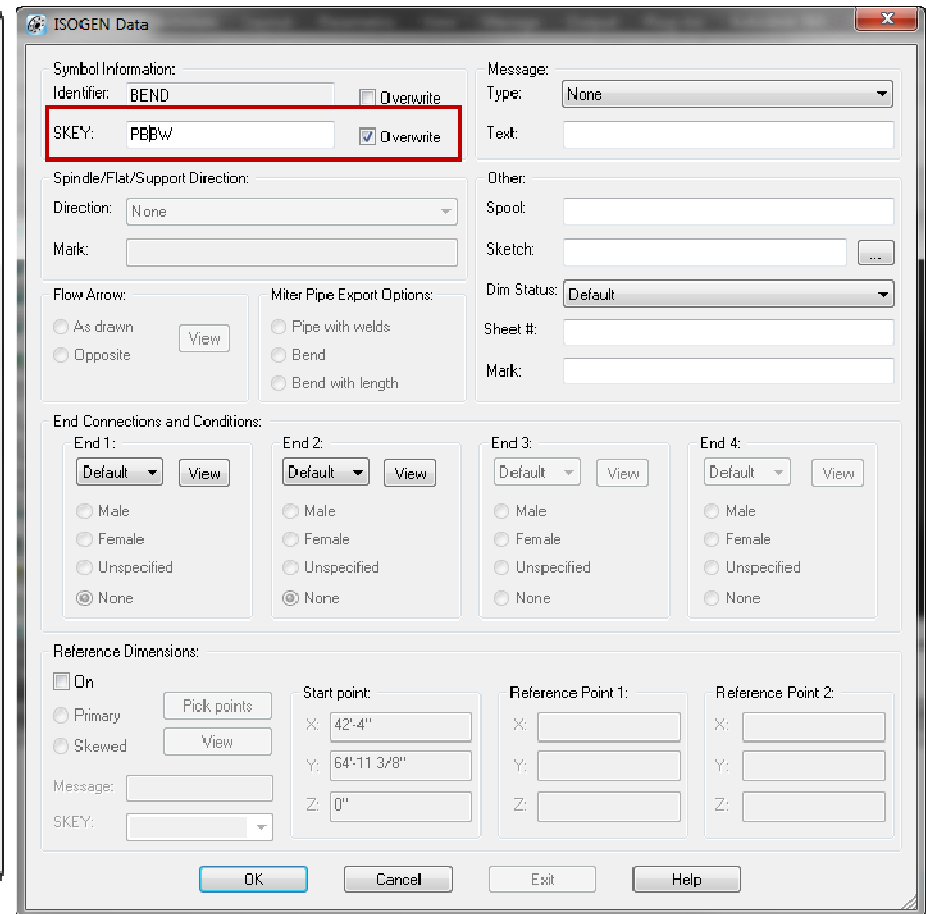 ISOGEN Data
x
Symbol Information:
Identifier: BEND Overwrite
SKEY: PBBW Overwrite
Message:
Type: None
Text:
Spindle/Flat/Support Direction:
Direction: None
Mark:
Other:
Spool:
Sketch: ...
Dim Status: Default
Sheet #:
Mark:
Flow Arrow:
As drawn
View
Opposite
Miter Pipe Export Options:
Pipe with welds
Bend
Bend with length
End Connections and Conditions:
End 1:
Default View
Male
Female
Unspecified
None
End 2:
Default View
Male
Female
Unspecified
None
End 3:
Default View
Male
Female
Unspecified
None
End 4:
Default View
Male
Female
Unspecified
None
Reference Dimensions:
On
Primary
Pick points
Skewed
View
Message:
SKEY:
Start point:
X: 42'-4"
Y: 64'-11 3/8"
Z: 0"
Reference Point 1:
X:
Y:
Z:
Reference Point 2:
X:
Y:
Z:
OK Cancel Exit Help